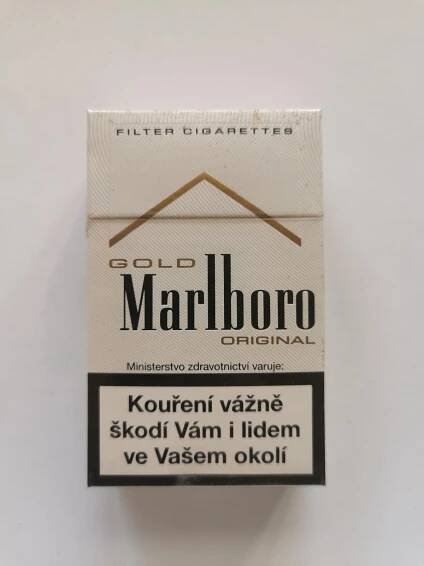 FILTER CIGARETTES
GOLD
Marlboro
ORIGINAL
Ministerstvo zdravotnictví varuje:
Kouření vážně
škodí Vám i lidem
ve Vašem okolí